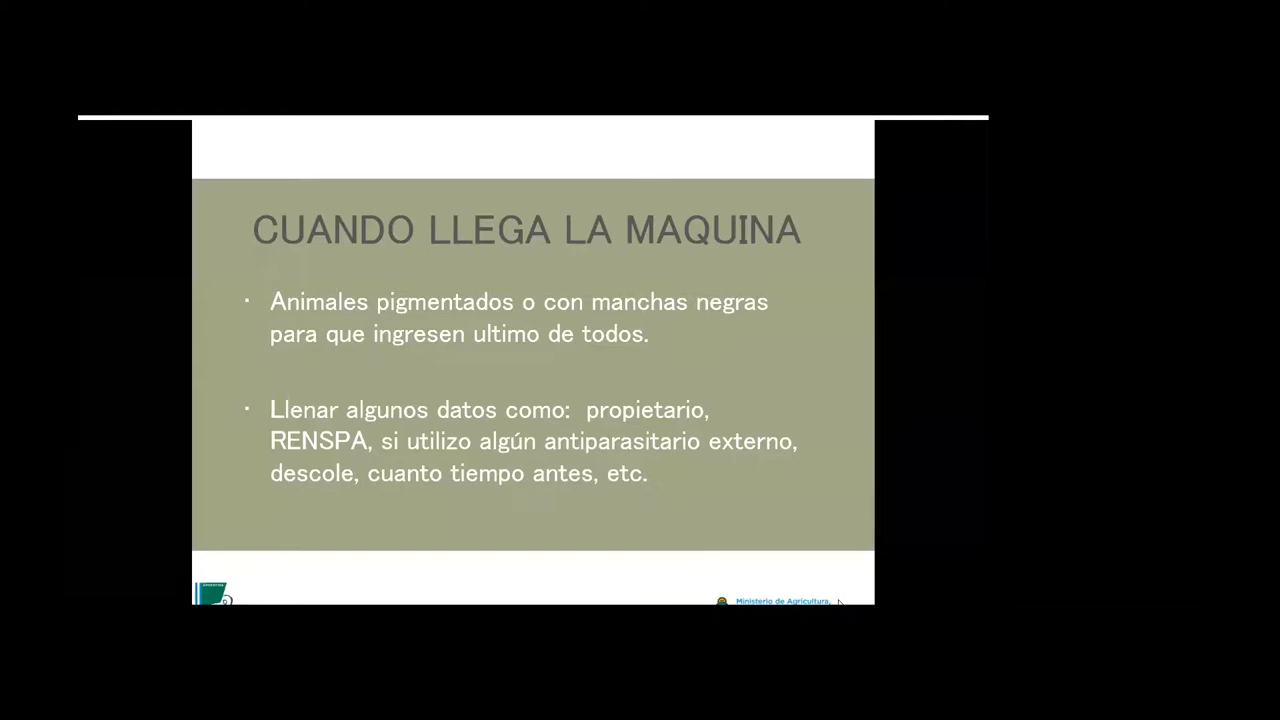 CUANDO LLEGA LA MAQUINA
· Animales pigmentados o con manchas negras
para que ingresen ultimo de todos.
· Llenar algunos datos como: propietario,
RENSPA, si utilizo algún antiparasitario externo,
descole, cuanto tiempo antes, etc.
ARGENTINA
Ministerio de Agricultura,